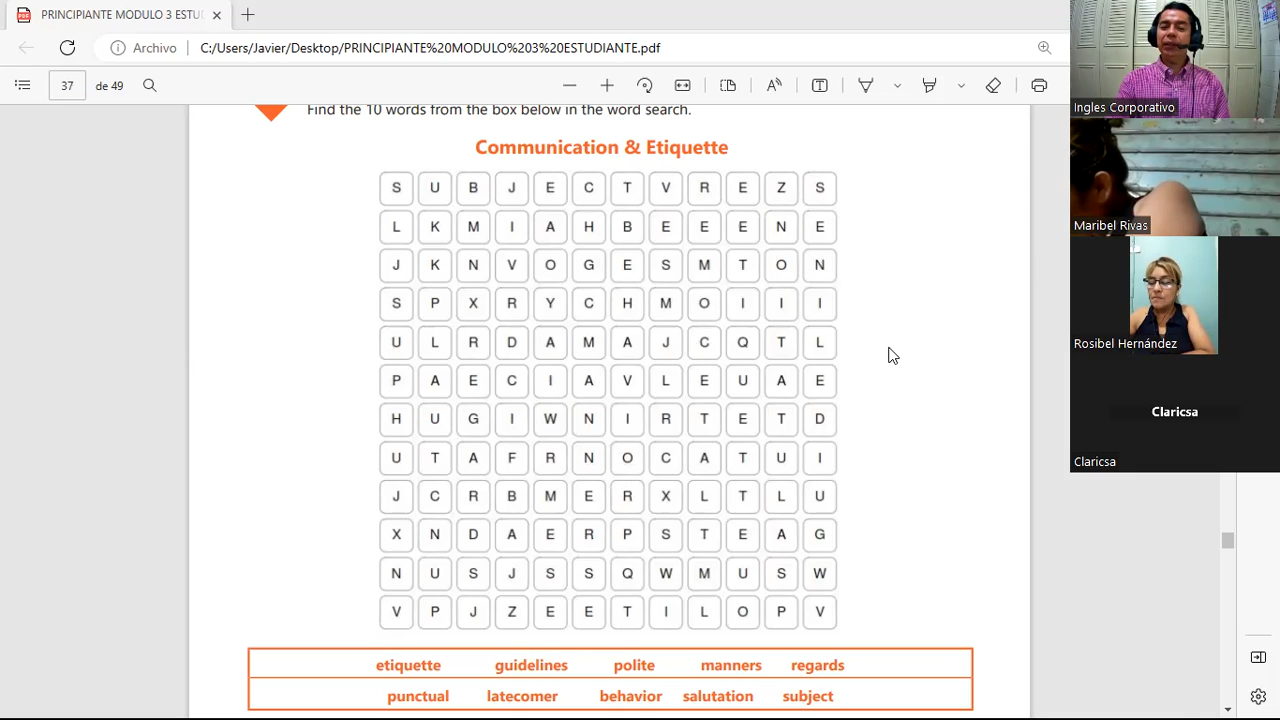 PRINCIPIANTE MODULO 3 ESTU
Archivo C:/Users/Javier/Desktop/PRINCIPIANTE%20MODULO%203%20ESTUDIANTE.pdf
37 de 49
Find the 10 words from the box below in the word search.
Communication & Etiquette
S U B J E C T V R E Z S
L K M I A H B E E E N E
J K N V O G E S M T O N
S P X R Y C H M O I I I
U L R D A M A J C Q T L
P A E C I A V L E U A E
H U G I W N I R T E T D
U T A F R N O C A T U I
J C R B M E R X L T L U
X N D A E R P S T E A G
N U S J S S Q W M U S W
V P J Z E E T I L O P V
etiquette guidelines polite manners regards
punctual latecomer behavior salutation subject
Ingles Corporativo
Maribel Rivas
Rosibel Hernández
Claricsa
Claricsa